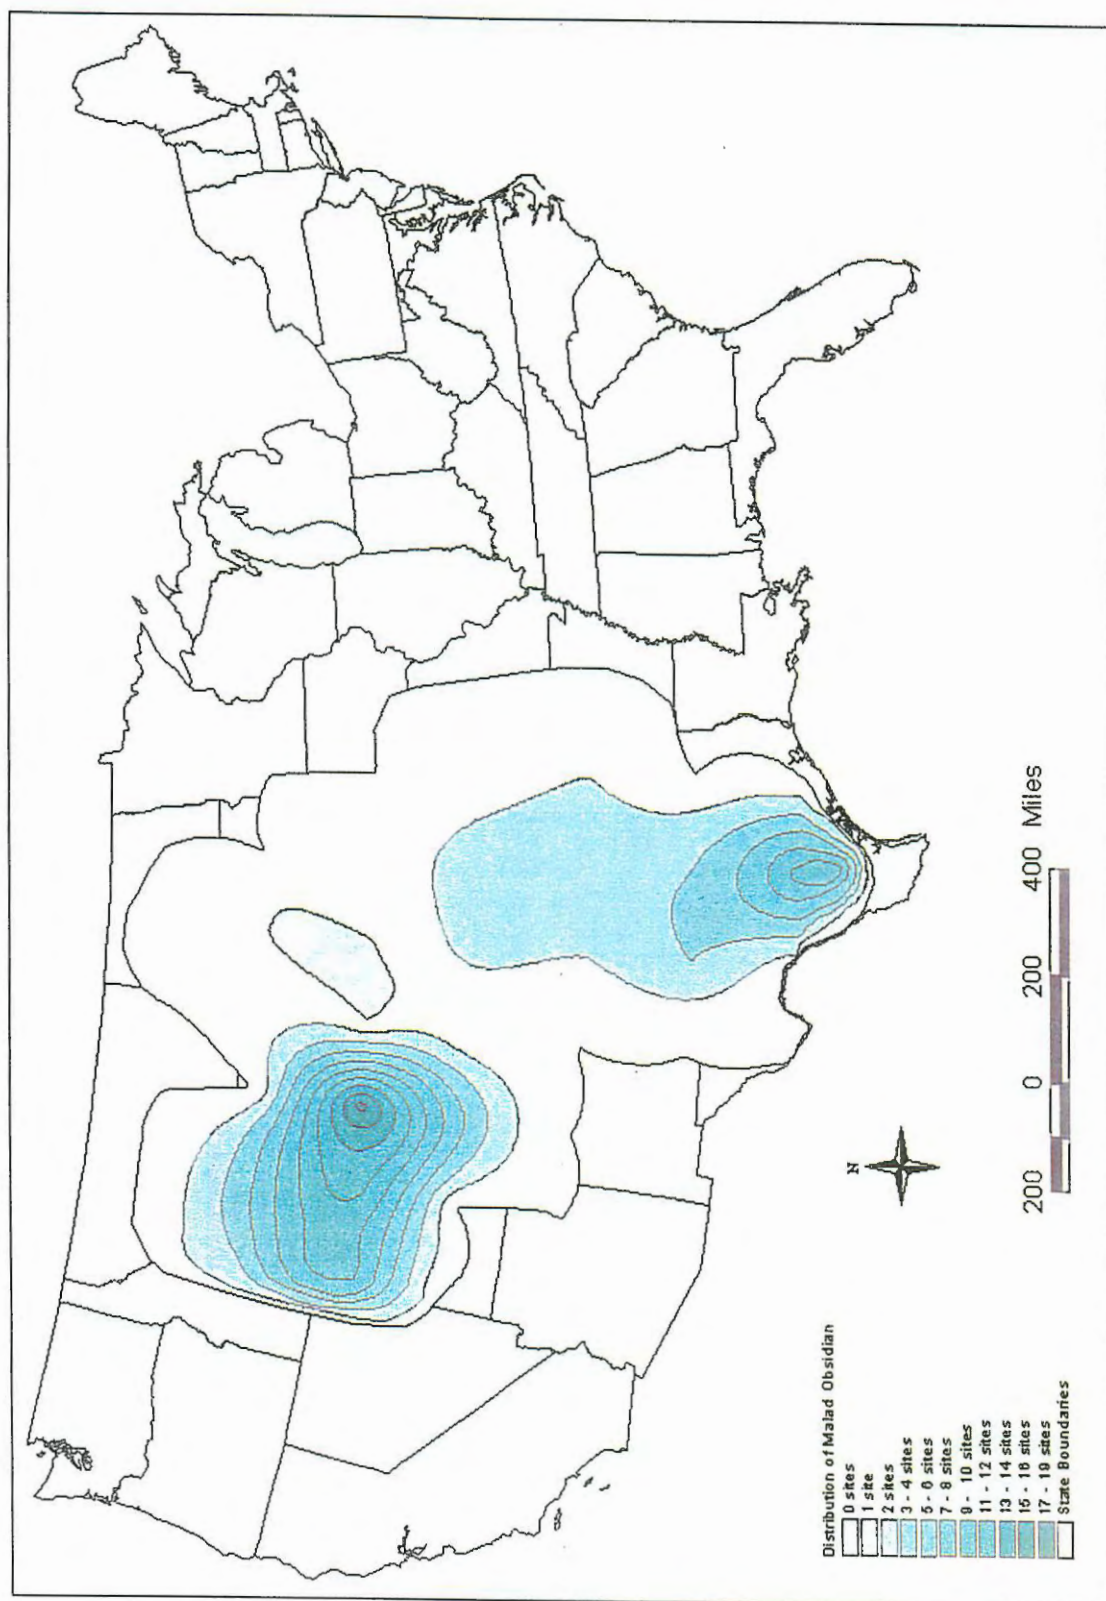 N
200 0 200 400 Miles
Distribution of Malad Obsidian
0 sites
1 site
2 sites
3 - 4 sites
5 - 6 sites
7 - 8 sites
9 - 10 sites
11 - 12 sites
13 - 14 sites
15 - 16 sites
17 - 19 sites
State Boundaries